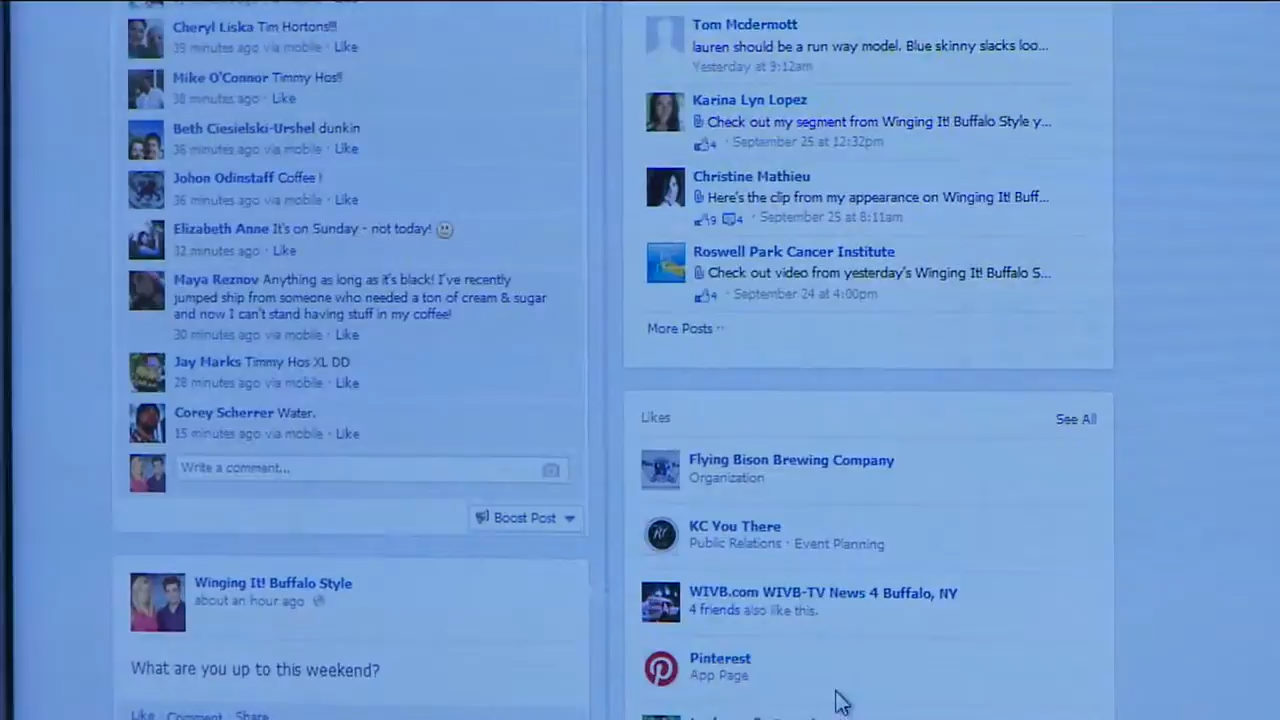 Cheryl Liska Tim Hortons!!!
39 minutes ago via mobile · Like
Mike O'Connor Timmy Hos!!
38 minutes ago · Like
Beth Ciesielski-Urshel dunkin
36 minutes ago via mobile · Like
Johon Odinstaff Coffee !
36 minutes ago via mobile · Like
Elizabeth Anne It's on Sunday - not today!
32 minutes ago · Like
Maya Reznov Anything as long as it's black! I've recently
jumped ship from someone who needed a ton of cream & sugar
and now I can't stand having stuff in my coffee!
30 minutes ago via mobile · Like
Jay Marks Timmy Hos XL DD
28 minutes ago via mobile · Like
Corey Scherrer Water.
15 minutes ago via mobile · Like
Write a comment...
Boost Post
Winging It! Buffalo Style
about an hour ago
What are you up to this weekend?
Like · Comment · Share
Tom Mcdermott
lauren should be a run way model. Blue skinny slacks loo...
Yesterday at 9:12am
Karina Lyn Lopez
Check out my segment from Winging It! Buffalo Style y...
4 · September 25 at 12:32pm
Christine Mathieu
Here's the clip from my appearance on Winging It! Buff...
9 4 · September 25 at 8:11am
Roswell Park Cancer Institute
Check out video from yesterday's Winging It! Buffalo S...
4 · September 24 at 4:00pm
More Posts
Likes
See All
Flying Bison Brewing Company
Organization
KC You There
Public Relations · Event Planning
WIVB.com WIVB-TV News 4 Buffalo, NY
4 friends also like this.
Pinterest
App Page